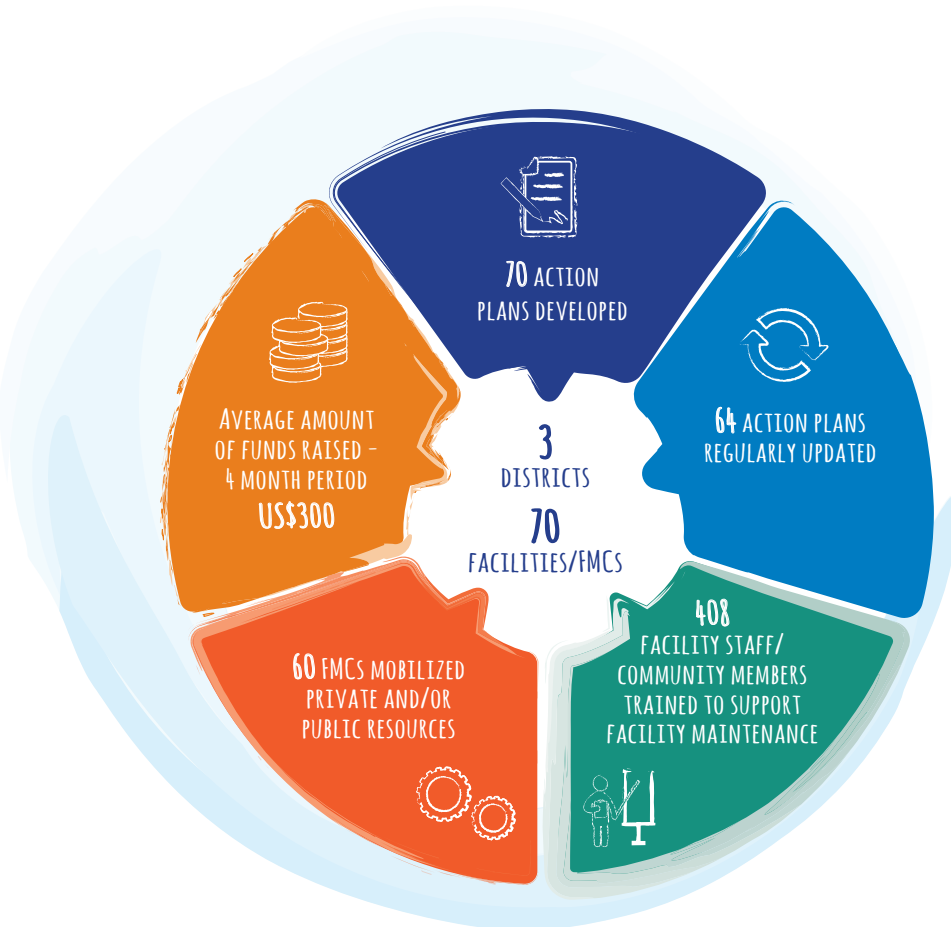 70 ACTION
PLANS DEVELOPED
64 ACTION PLANS
REGULARLY UPDATED
408
FACILITY STAFF/
COMMUNITY MEMBERS
TRAINED TO SUPPORT
FACILITY MAINTENANCE
60 FMCS MOBILIZED
PRIVATE AND/OR
PUBLIC RESOURCES
AVERAGE AMOUNT
OF FUNDS RAISED –
4 MONTH PERIOD
US$300
3
DISTRICTS
70
FACILITIES/FMCS